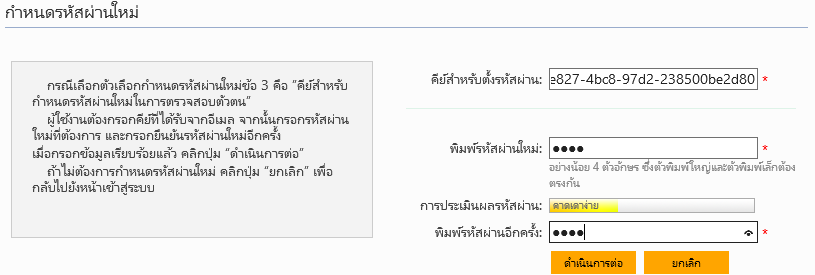 กำหนดรหัสผ่านใหม่
กรณีเลือกตัวเลือกกำหนดรหัสผ่านใหม่ข้อ 3 คือ “คีย์สำหรับ
กำหนดรหัสผ่านใหม่ในการตรวจสอบตัวตน”
ผู้ใช้งานต้องกรอกคีย์ที่ได้รับจากอีเมล จากนั้นกรอกรหัสผ่าน
ใหม่ที่ต้องการ และกรอกยืนยันรหัสผ่านใหม่อีกครั้ง
เมื่อกรอกข้อมูลเรียบร้อยแล้ว คลิกปุ่ม “ดำเนินการต่อ”
ถ้าไม่ต้องการกำหนดรหัสผ่านใหม่ คลิกปุ่ม “ยกเลิก” เพื่อ
กลับไปยังหน้าเข้าสู่ระบบ
คีย์สำหรับตั้งรหัสผ่าน: e827-4bc8-97d2-238500be2d80 *
พิมพ์รหัสผ่านใหม่: ●●●● *
อย่างน้อย 4 ตัวอักษร ซึ่งตัวพิมพ์ใหญ่และตัวพิมพ์เล็กต้อง
ตรงกัน
การประเมินผลรหัสผ่าน: คาดเดาง่าย
พิมพ์รหัสผ่านอีกครั้ง: ●●●● *
ดำเนินการต่อ ยกเลิก